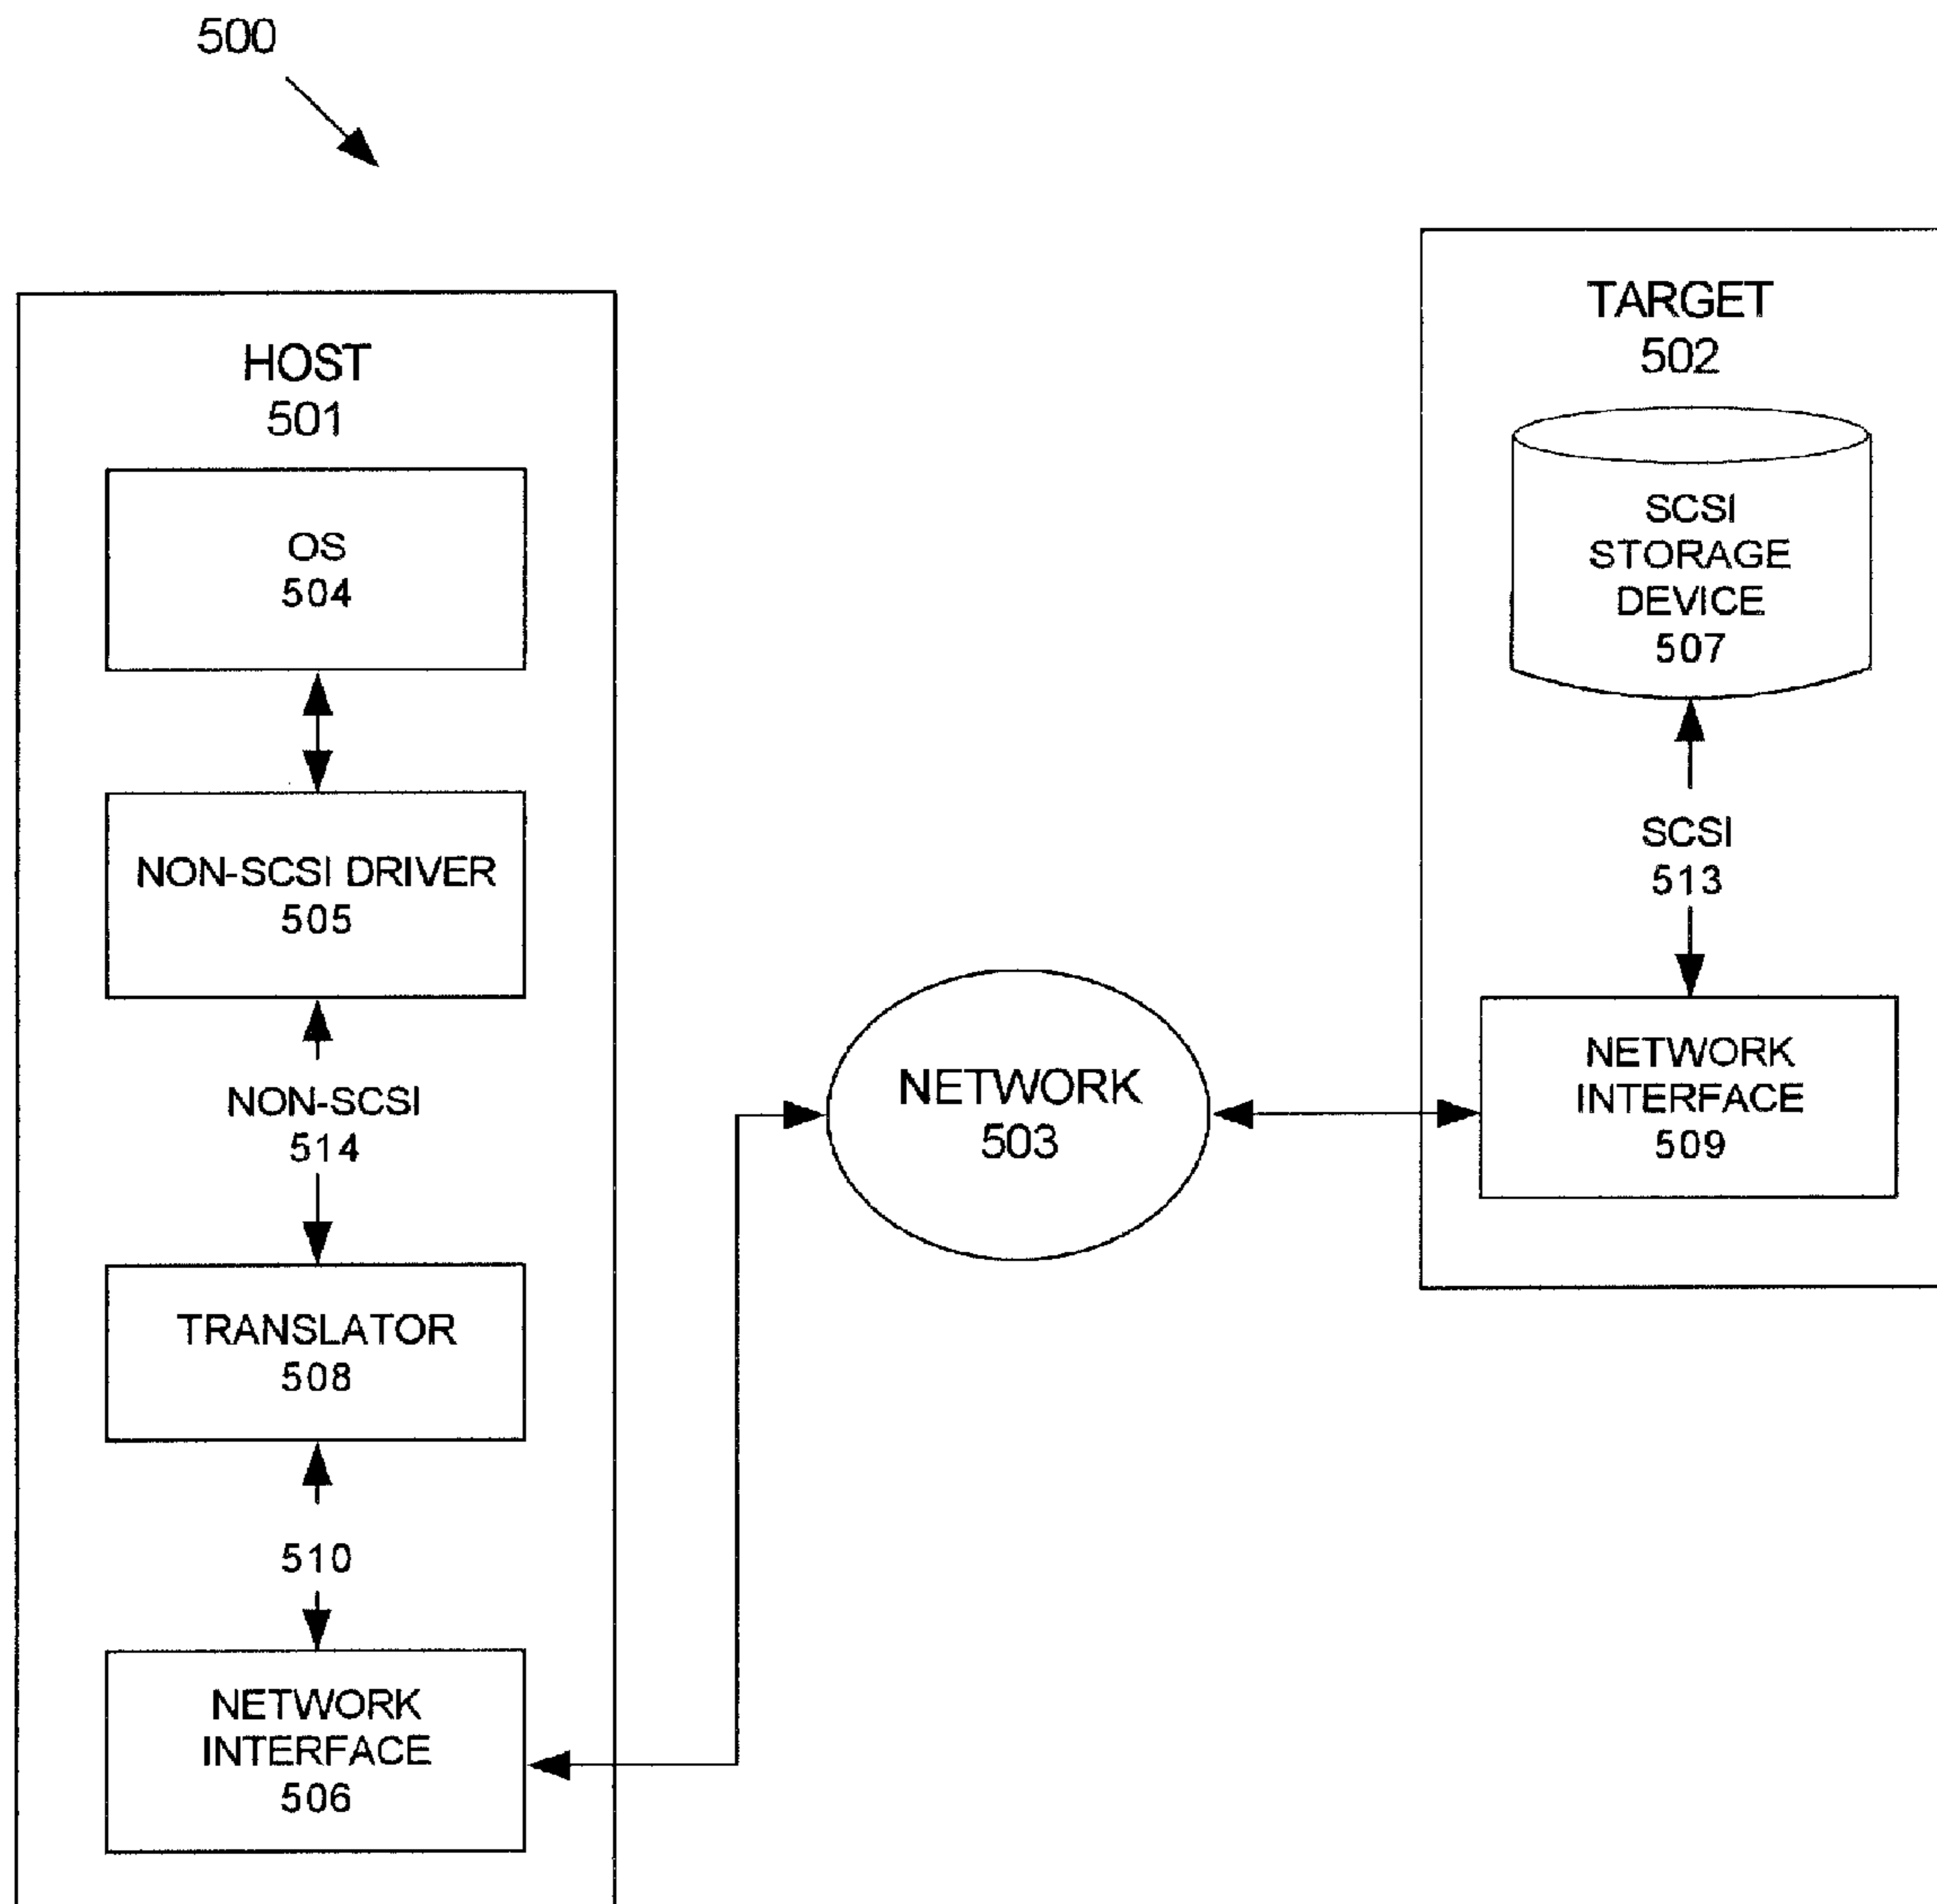 500
HOST
501
OS
504
NON-SCSI DRIVER
505
NON-SCSI
514
TRANSLATOR
508
510
NETWORK
INTERFACE
506
NETWORK
503
TARGET
502
SCSI
STORAGE
DEVICE
507
SCSI
513
NETWORK
INTERFACE
509